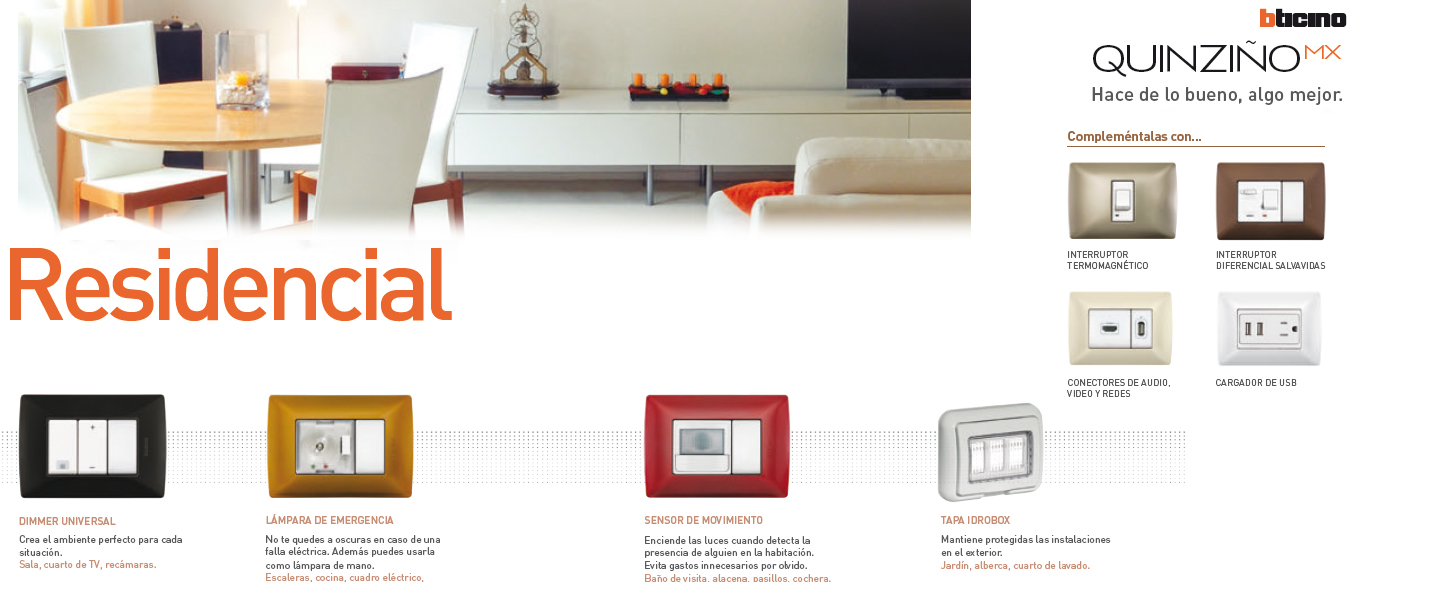 bticino
QUINZIÑO MX
Hace de lo bueno, algo mejor.
Compleméntalas con...
INTERRUPTOR
TERMOMAGNÉTICO
INTERRUPTOR
DIFERENCIAL SALVAVIDAS
CONECTORES DE AUDIO,
VIDEO Y REDES
CARGADOR DE USB
Residencial
DIMMER UNIVERSAL
Crea el ambiente perfecto para cada
situación.
Sala, cuarto de TV, recámaras.
LÁMPARA DE EMERGENCIA
No te quedes a oscuras en caso de una
falla eléctrica. Además puedes usarla
como lámpara de mano.
Escaleras, cocina, cuadro eléctrico,
SENSOR DE MOVIMIENTO
Enciende las luces cuando detecta la
presencia de alguien en la habitación.
Evita gastos innecesarios por olvido.
Baño de visita, alacena, pasillos, cochera.
TAPA IDROBOX
Mantiene protegidas las instalaciones
en el exterior.
Jardín, alberca, cuarto de lavado.